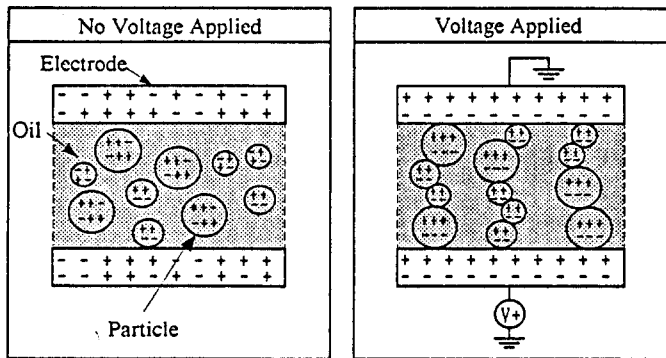 No Voltage Applied
Voltage Applied
Electrode
Oil
Particle
V+